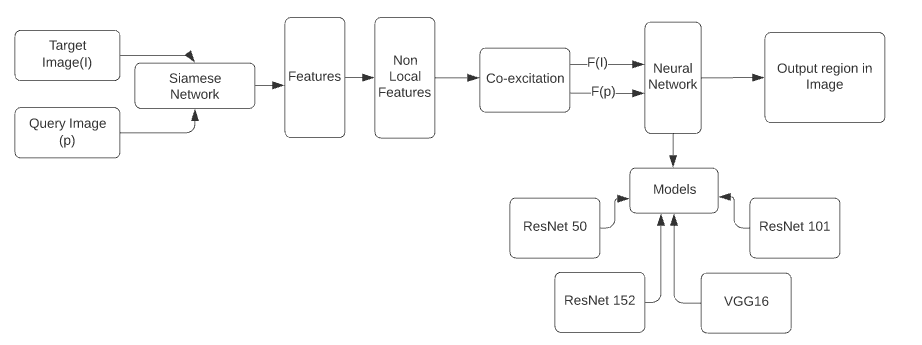 Target
Image(I)
Siamese
Network
Query Image
(p)
Features
Non
Local
Features
Co-excitation
F(I)
F(p)
Neural
Network
Output region in
Image
Models
ResNet 50
ResNet 101
ResNet 152
VGG16